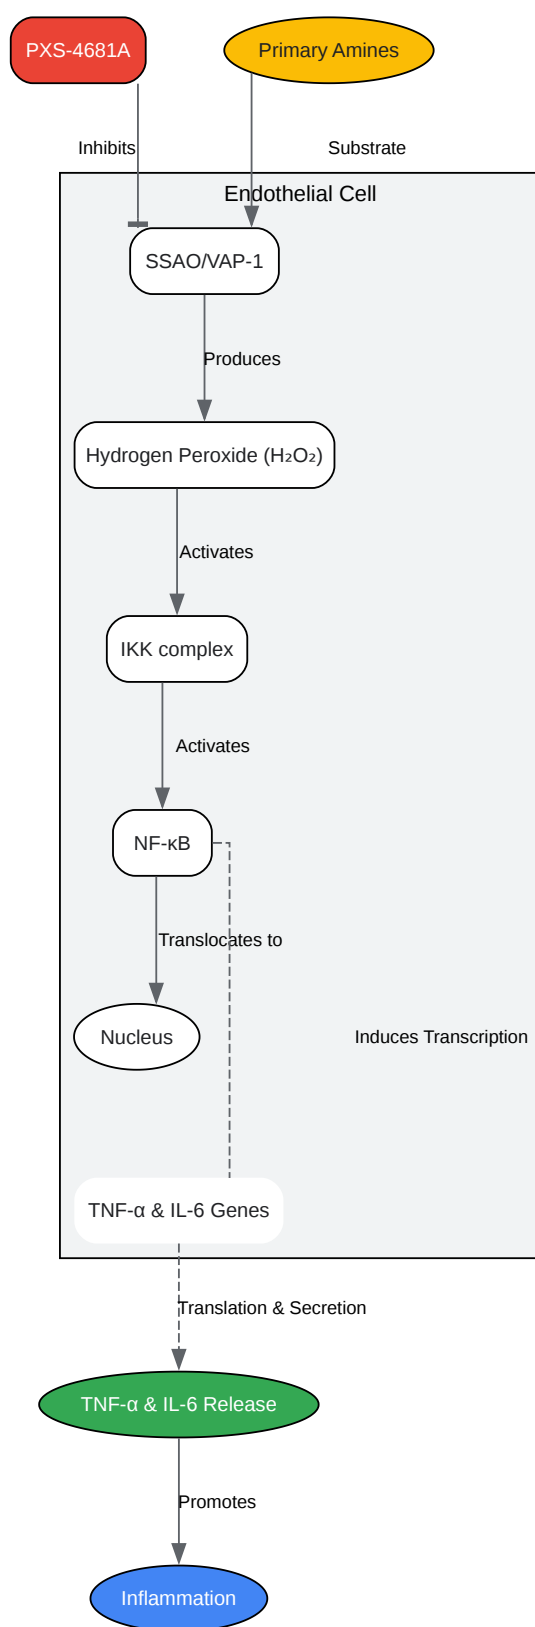 PXS-4681A
Primary Amines
Inhibits
Substrate
Endothelial Cell
SSAO/VAP-1
Produces
Hydrogen Peroxide (H₂O₂)
Activates
IKK complex
Activates
NF-κB
Translocates to
Nucleus
Induces Transcription
TNF-α & IL-6 Genes
Translation & Secretion
TNF-α & IL-6 Release
Promotes
Inflammation